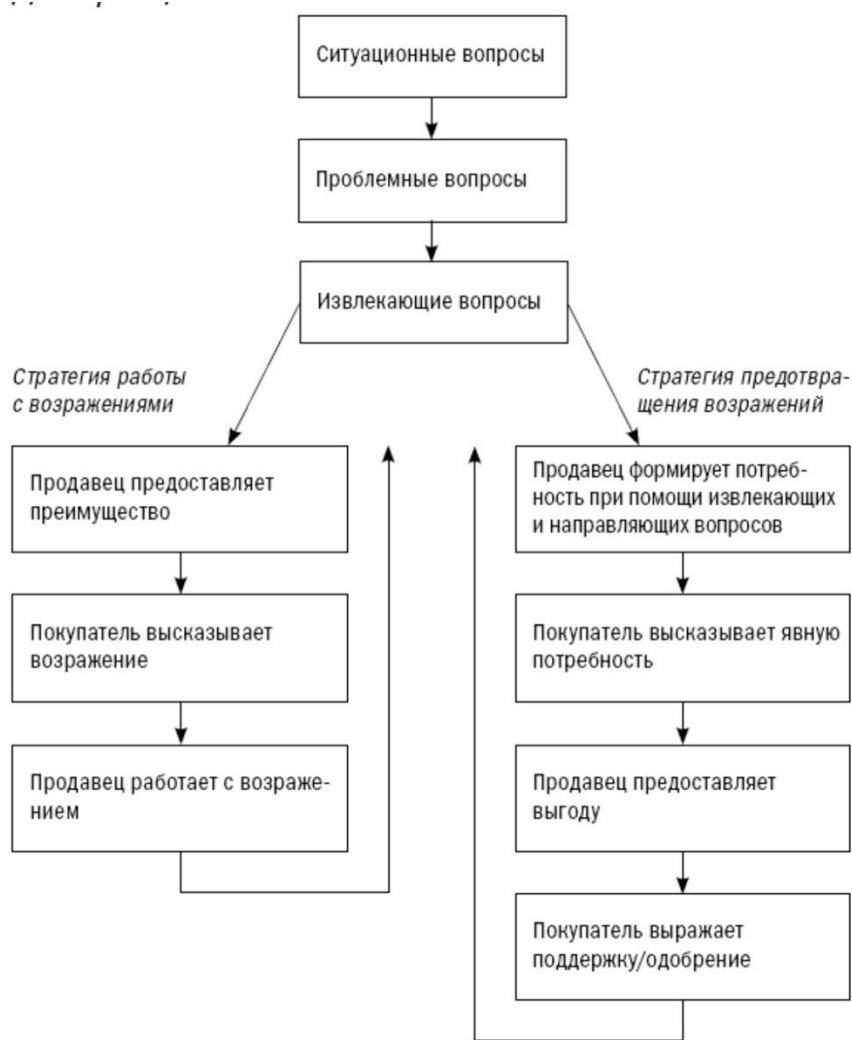 Ситуационные вопросы
Проблемные вопросы
Извлекающие вопросы
Стратегия работы
с возражениями
Продавец предоставляет
преимущество
Покупатель высказывает
возражение
Продавец работает с возраже-
нием
Стратегия предотвра-
щения возражений
Продавец формирует потреб-
ность при помощи извлекающих
и направляющих вопросов
Покупатель высказывает явную
потребность
Продавец предоставляет
выгоду
Покупатель выражает
поддержку/одобрение